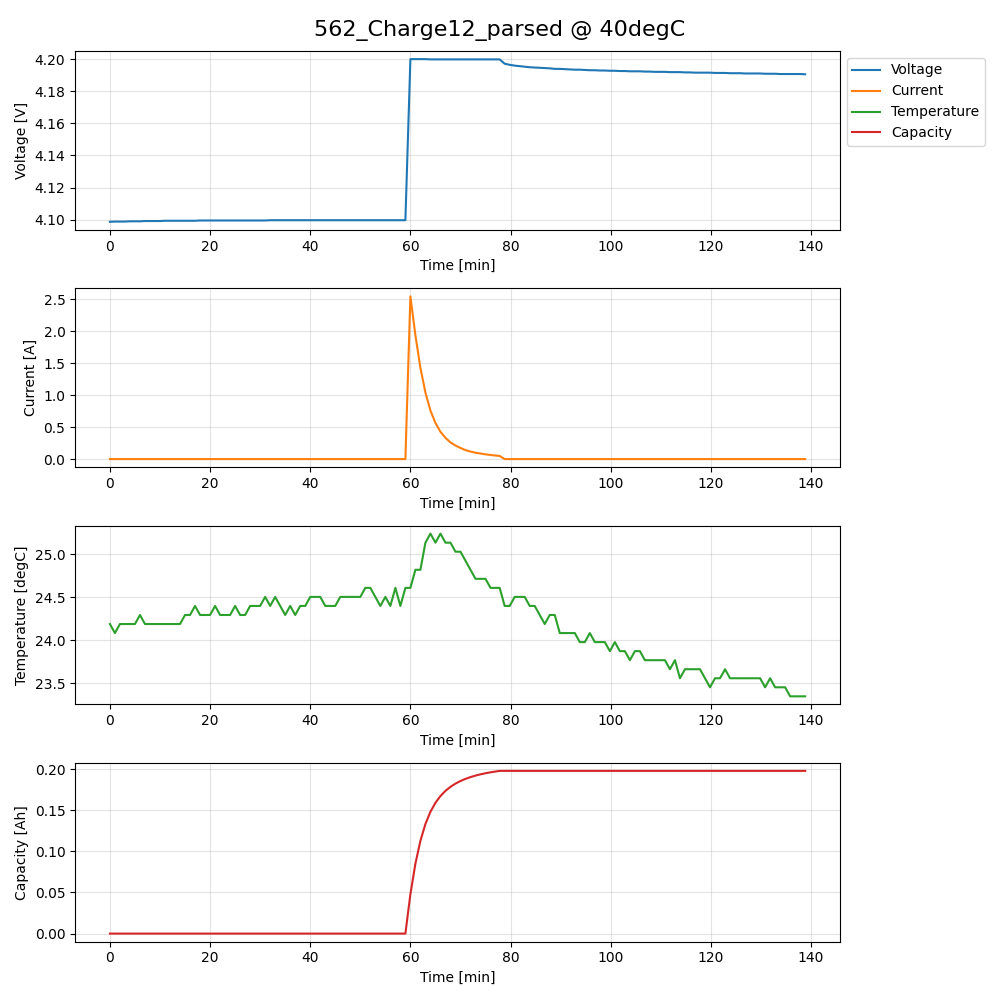 562_Charge12_parsed @ 40degC
Voltage [V]
4.20
4.18
4.16
4.14
4.12
4.10
0 20 40 60 80 100 120 140
Time [min]
Voltage
Current
Temperature
Capacity
Current [A]
2.5
2.0
1.5
1.0
0.5
0.0
0 20 40 60 80 100 120 140
Time [min]
Temperature [degC]
25.0
24.5
24.0
23.5
0 20 40 60 80 100 120 140
Time [min]
Capacity [Ah]
0.20
0.15
0.10
0.05
0.00
0 20 40 60 80 100 120 140
Time [min]